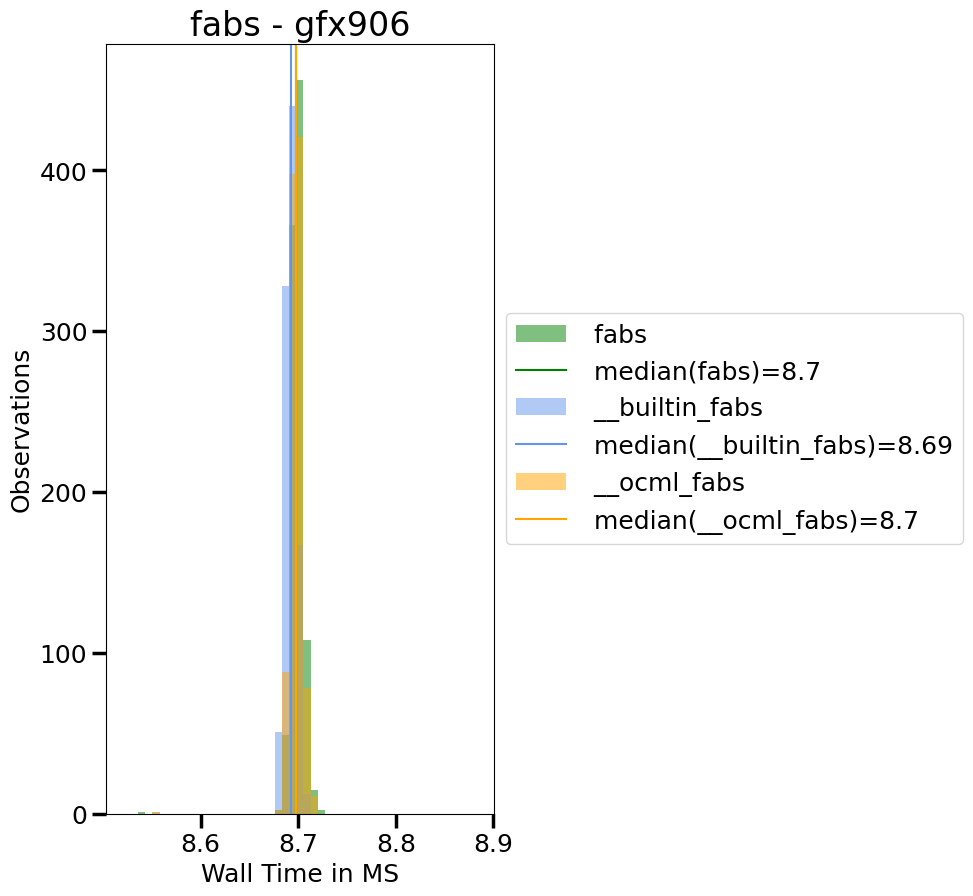 fabs - gfx906
400
300
200
100
0
Observations
8.6
8.7
8.8
8.9
Wall Time in MS
fabs
median(fabs)=8.7
__builtin_fabs
median(__builtin_fabs)=8.69
__ocml_fabs
median(__ocml_fabs)=8.7